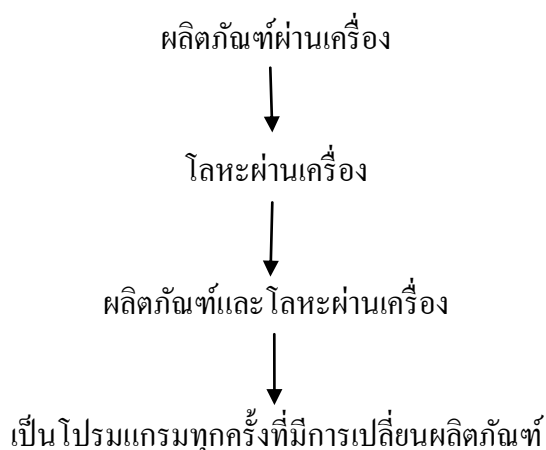 ผลิตภัณฑ์ผ่านเครื่อง
โลหะผ่านเครื่อง
ผลิตภัณฑ์และโลหะผ่านเครื่อง
เป็นโปรมแกรมทุกครั้งที่มีการเปลี่ยนผลิตภัณฑ์